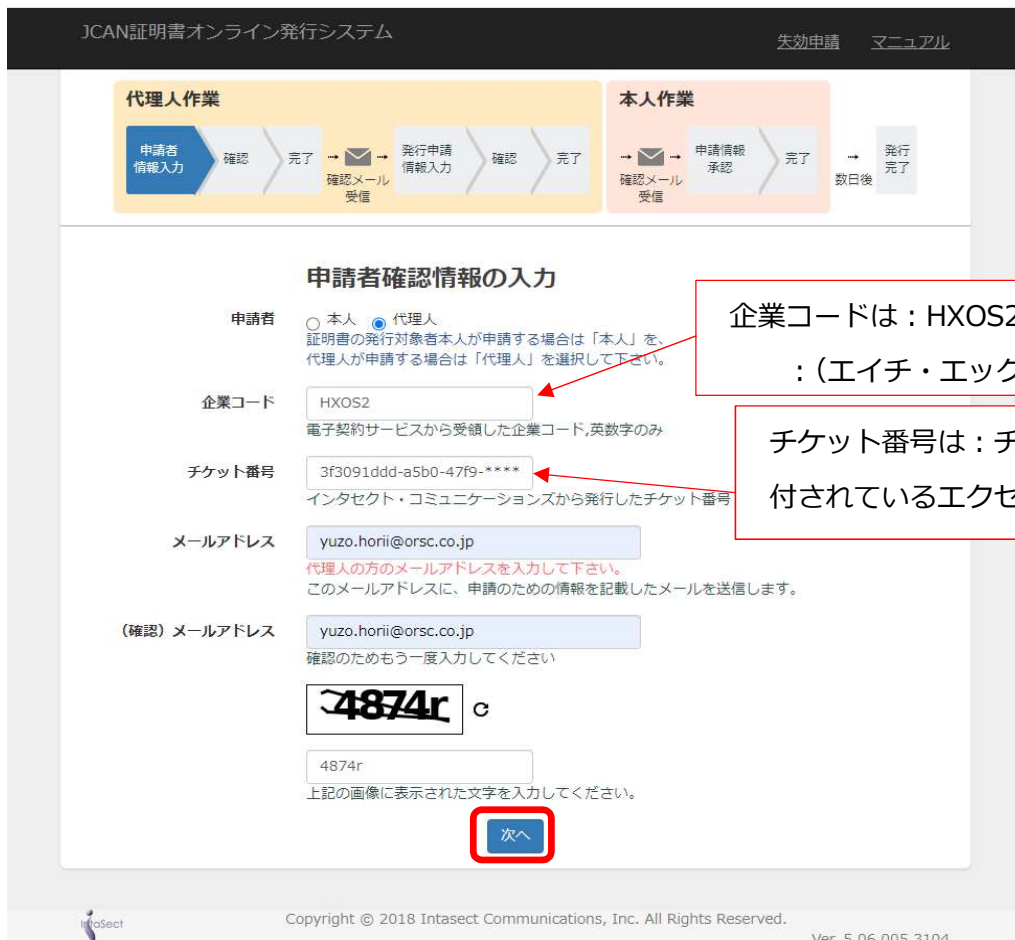 JCAN証明書オンライン発行システム
失効申請 マニュアル
代理人作業
申請者
情報入力
確認
完了
→ →
確認メール
受信
発行申請
情報入力
確認
完了
本人作業
→ →
確認メール
受信
申請情報
承認
完了
→
数日後
発行
完了
申請者確認情報の入力
申請者
本人 代理人
証明書の発行対象者本人が申請する場合は「本人」を、
代理人が申請する場合は「代理人」を選択して下さい。
企業コードは：HXOS2
：（エイチ・エック
企業コード
HXOS2
電子契約サービスから受領した企業コード,英数字のみ
チケット番号は：チ
付されているエクセ
チケット番号
3f3091ddd-a5b0-47f9-****
インタセクト・コミュニケーションズから発行したチケット番号
メールアドレス
yuzo.horii@orsc.co.jp
代理人の方のメールアドレスを入力して下さい。
このメールアドレスに、申請のための情報を記載したメールを送信します。
（確認）メールアドレス
yuzo.horii@orsc.co.jp
確認のためもう一度入力してください
4874r
4874r
上記の画像に表示された文字を入力してください。
次へ
IntaSect
Copyright © 2018 Intasect Communications, Inc. All Rights Reserved.
Ver. 5.06.005.3104